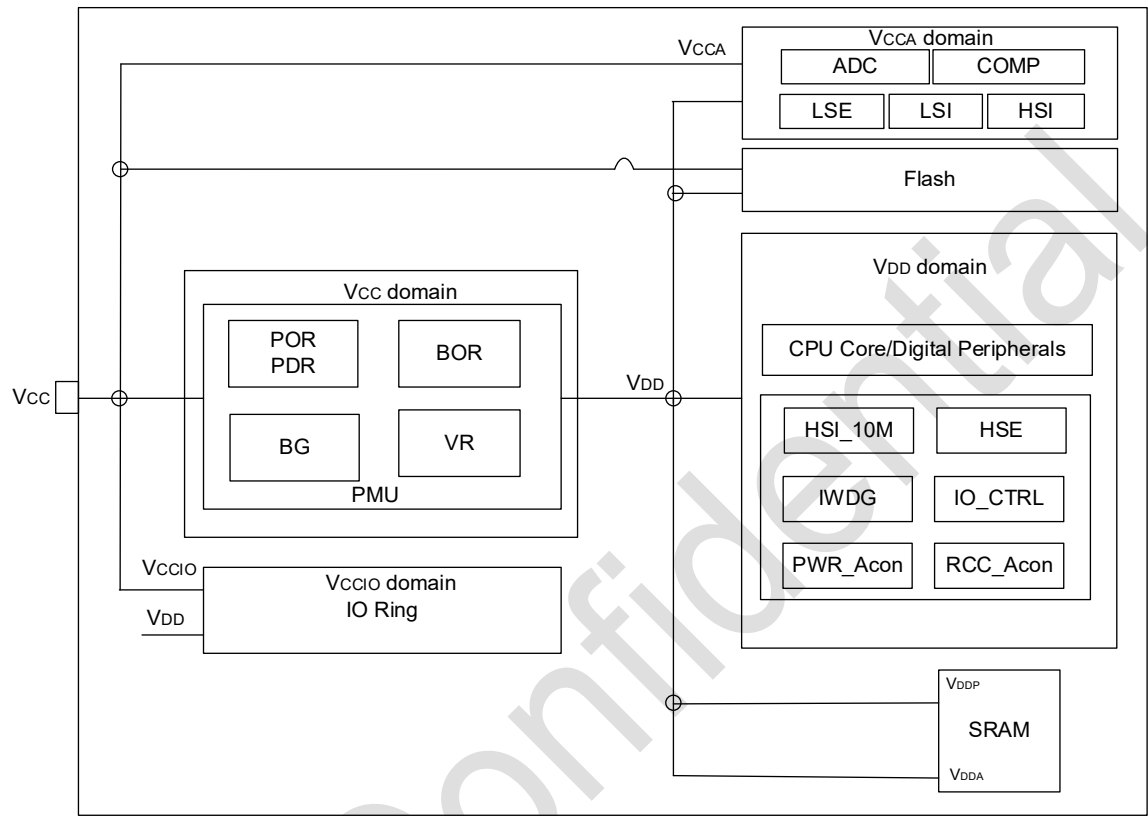 VCCA
VCCA domain
ADC
COMP
LSE
LSI
HSI
Flash
VCC domain
POR
PDR
BOR
BG
VR
PMU
VCC
VDD
VDD domain
CPU Core/Digital Peripherals
HSI_10M
HSE
IWDG
IO_CTRL
PWR_Acon
RCC_Acon
VCCIO
VDD
VCCIO domain
IO Ring
VDDP
SRAM
VDDA
Confidential